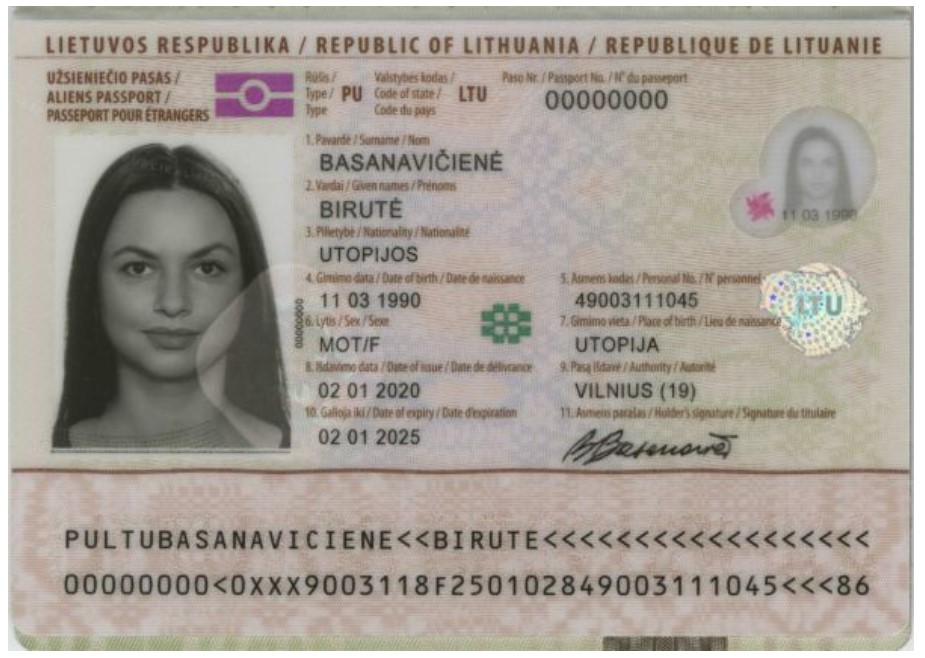 LIETUVOS RESPUBLIKA / REPUBLIC OF LITHUANIA / REPUBLIQUE DE LITUANIE
UŽSIENIEČIO PASAS /
ALIENS PASSPORT /
PASSEPORT POUR ÉTRANGERS
Rūšis /
Type / PU
Type
Valstybės kodas /
Code of state / LTU
Code du pays
Paso Nr. / Passport No. / N° du passeport
00000000
1. Pavardė / Surname / Nom
BASANAVIČIENĖ
2. Vardai / Given names / Prénoms
BIRUTĖ
3. Pilietybė / Nationality / Nationalité
UTOPIJOS
4. Gimimo data / Date of birth / Date de naissance
11 03 1990
5. Asmens kodas / Personal No. / N° personnel
49003111045
6. Lytis / Sex / Sexe
MOT/F
7. Gimimo vieta / Place of birth / Lieu de naissance
UTOPIJA
8. Išdavimo data / Date of issue / Date de délivrance
02 01 2020
9. Pasą išdavė / Authority / Autorité
VILNIUS (19)
10. Galioja iki / Date of expiry / Date d'expiration
02 01 2025
11. Asmens parašas / Holder's signature / Signature du titulaire
00000000
11 03 1990
LTU
PULTUBASANAVICIENE<<BIRUTE<<<<<<<<<<<<<<<<<<
00000000<0XXX9003118F250102849003111045<<<86